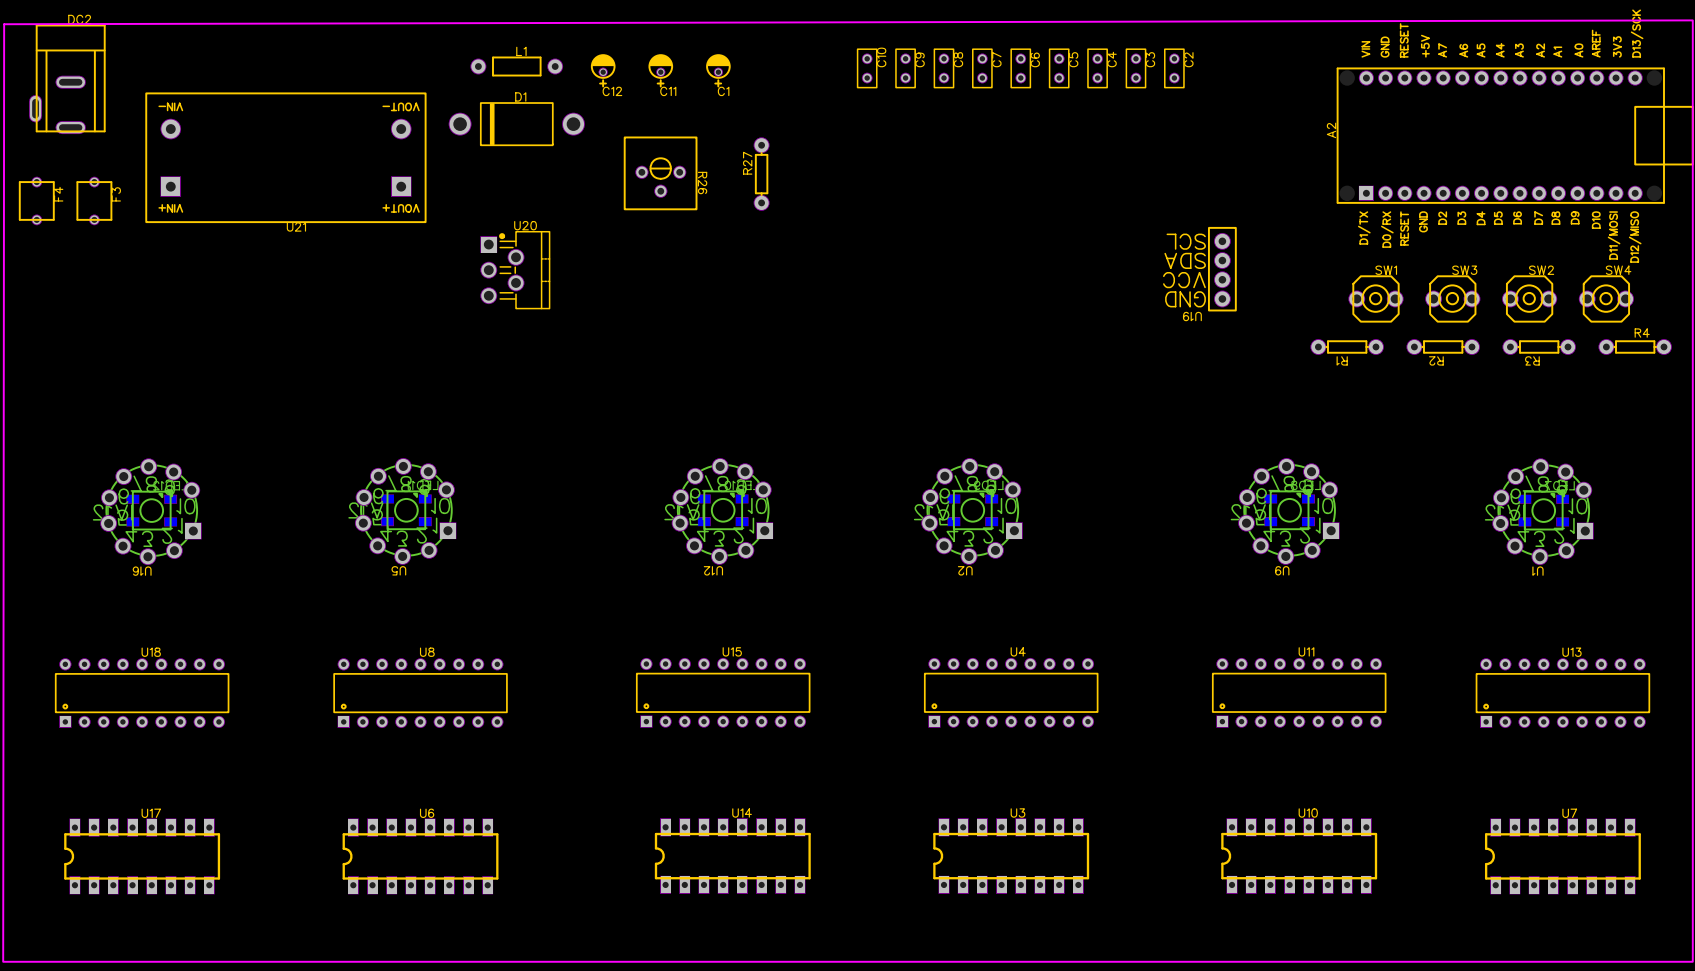 DC2
L1
C12
C11
C1
C10
C9
C8
C7
C6
C5
C4
C3
C2
VIN
GND
RESET
+5V
A7
A6
A5
A4
A3
A2
A1
A0
AREF
3V3
D13/SCK
VIN-
VOUT-
VIN+
VOUT+
U21
D1
R26
R27
A2
F4
F3
U20
D1/TX
D0/RX
RESET
GND
D2
D3
D4
D5
D6
D7
D8
D9
D10
D11/MOSI
D12/MISO
SCL
SDA
VCC
GND
U19
SW1
SW3
SW2
SW4
R1
R2
R3
R4
U16
U5
U12
U2
U9
U1
U18
U8
U15
U4
U11
U13
U17
U6
U14
U3
U10
U7